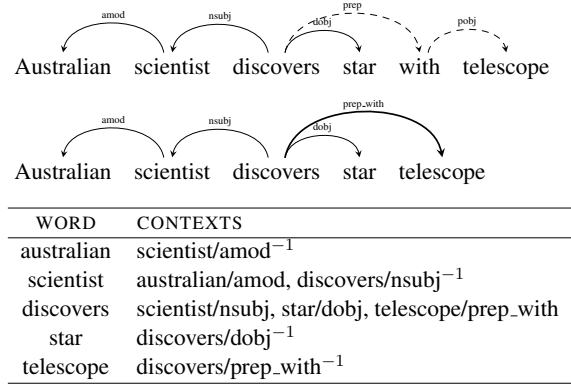 prep
amod nsubj dobj pobj
Australian scientist discovers star with telescope
prep_with
amod nsubj dobj
Australian scientist discovers star telescope
WORD CONTEXTS
australian scientist/amod⁻¹
scientist australian/amod, discovers/nsubj⁻¹
discovers scientist/nsubj, star/dobj, telescope/prep_with
star discovers/dobj⁻¹
telescope discovers/prep_with⁻¹